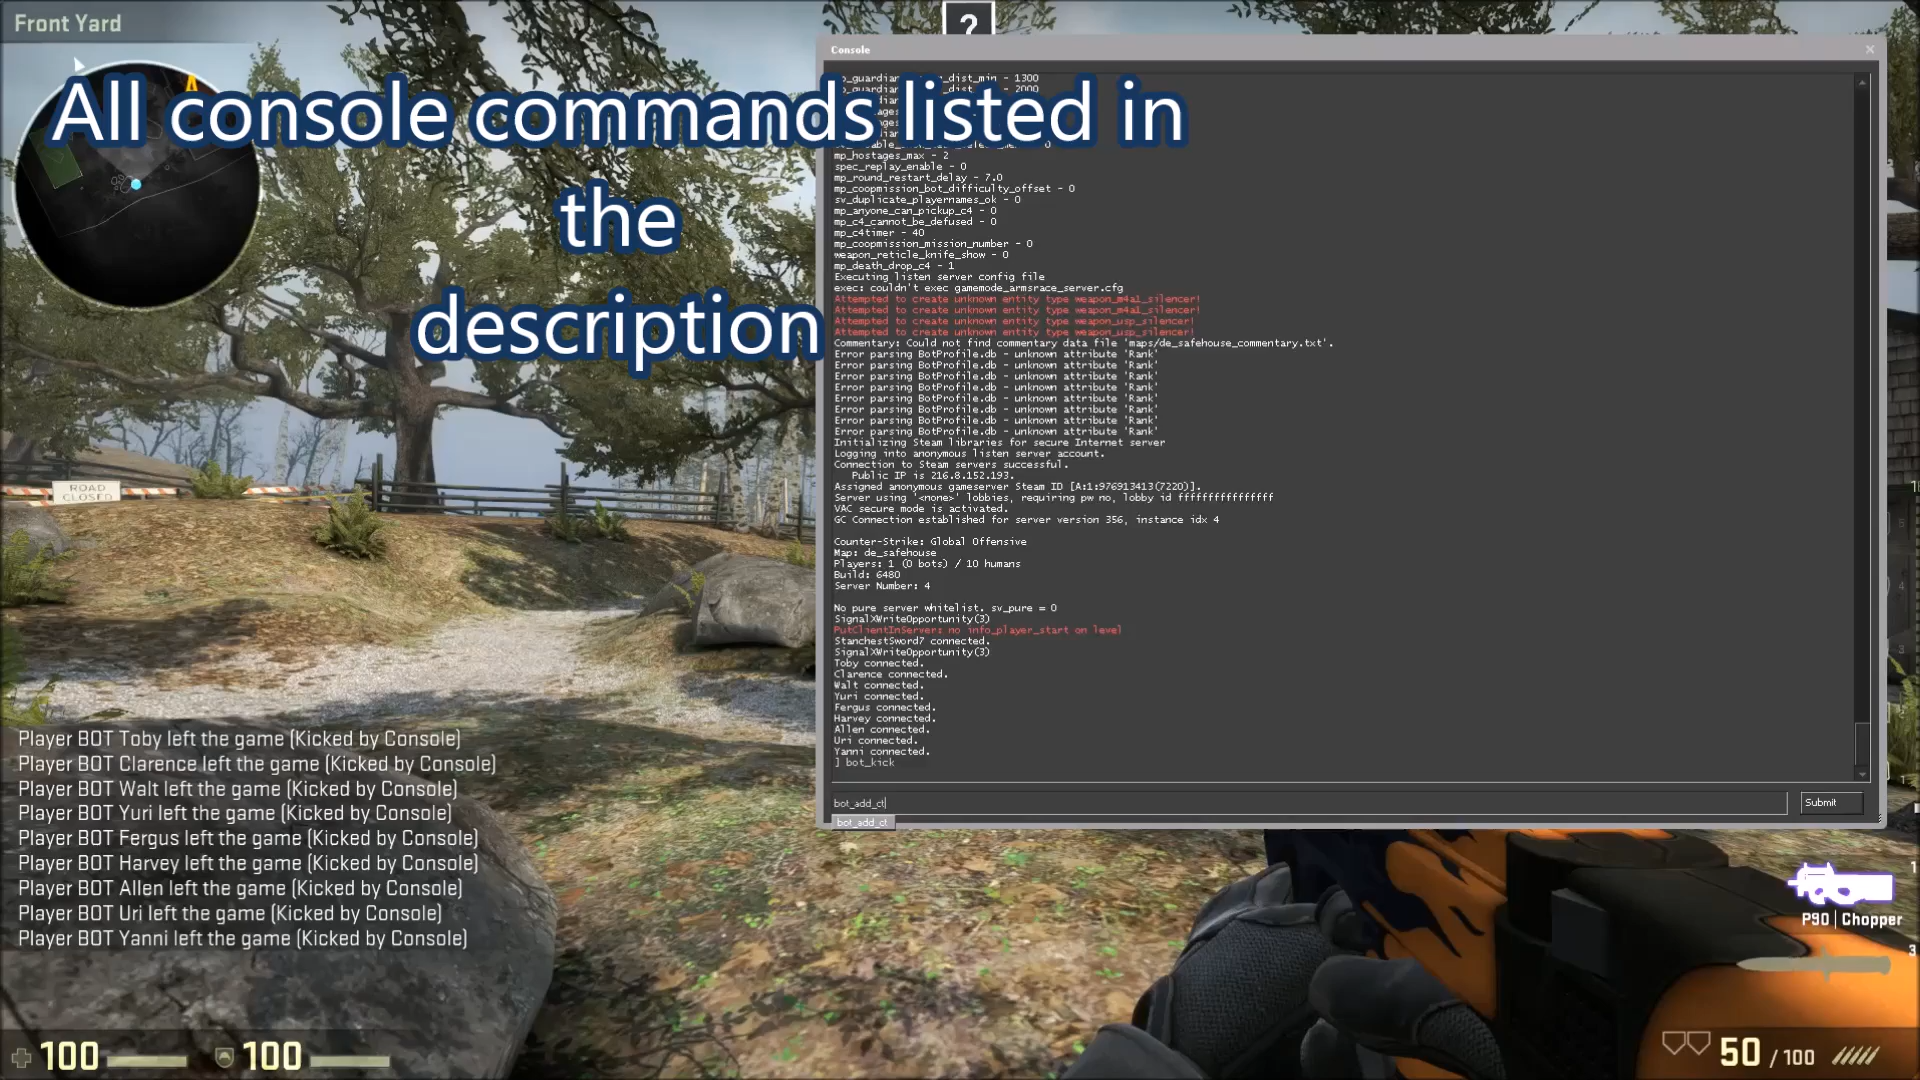 Front Yard
?
Console
All console commands listed in
the
description
dist_min - 1300
mp_hostages_max - 2
spec_replay_enable - 0
mp_round_restart_delay - 7.0
mp_coopmission_bot_difficulty_offset - 0
sv_duplicate_playernames_ok - 0
mp_anyone_can_pickup_c4 - 0
mp_c4_cannot_be_defused - 0
mp_c4timer - 40
mp_coopmission_mission_number - 0
weapon_reticle_knife_show - 0
mp_death_drop_c4 - 1
Executing listen server config file
exec: couldn't exec gamemode_armsrace_server.cfg
Attempted to create unknown entity type weapon_m4a1_silencer!
Attempted to create unknown entity type weapon_m4a1_silencer!
Attempted to create unknown entity type weapon_usp_silencer!
Attempted to create unknown entity type weapon_usp_silencer!
Commentary: Could not find commentary data file 'maps/de_safehouse_commentary.txt'.
Error parsing BotProfile.db - unknown attribute 'Rank'
Error parsing BotProfile.db - unknown attribute 'Rank'
Error parsing BotProfile.db - unknown attribute 'Rank'
Error parsing BotProfile.db - unknown attribute 'Rank'
Error parsing BotProfile.db - unknown attribute 'Rank'
Error parsing BotProfile.db - unknown attribute 'Rank'
Error parsing BotProfile.db - unknown attribute 'Rank'
Error parsing BotProfile.db - unknown attribute 'Rank'
Initializing Steam libraries for secure Internet server
Logging into anonymous listen server account.
Connection to Steam servers successful.
Public IP is 216.8.152.193.
Assigned anonymous gameserver Steam ID [A:1:976913413(7220)].
Server using '<none>' lobbies, requiring pw no, lobby id ffffffffffffffff
VAC secure mode is activated.
GC Connection established for server version 356, instance idx 4
Counter-Strike: Global Offensive
Map: de_safehouse
Players: 1 (0 bots) / 10 humans
Build: 6480
Server Number: 4
No pure server whitelist. sv_pure = 0
SignalXWriteOpportunity(3)
PutClientInServer: no info_player_start on level
StanchestSword7 connected.
SignalXWriteOpportunity(3)
Toby connected.
Clarence connected.
Walt connected.
Yuri connected.
Fergus connected.
Harvey connected.
Allen connected.
Uri connected.
Yanni connected.
] bot_kick
bot_add_ct
Submit
bot_add_ct
ROAD
CLOSED
Player BOT Toby left the game (Kicked by Console)
Player BOT Clarence left the game (Kicked by Console)
Player BOT Walt left the game (Kicked by Console)
Player BOT Yuri left the game (Kicked by Console)
Player BOT Fergus left the game (Kicked by Console)
Player BOT Harvey left the game (Kicked by Console)
Player BOT Allen left the game (Kicked by Console)
Player BOT Uri left the game (Kicked by Console)
Player BOT Yanni left the game (Kicked by Console)
1
P90 | Chopper
3
100
100
50 / 100